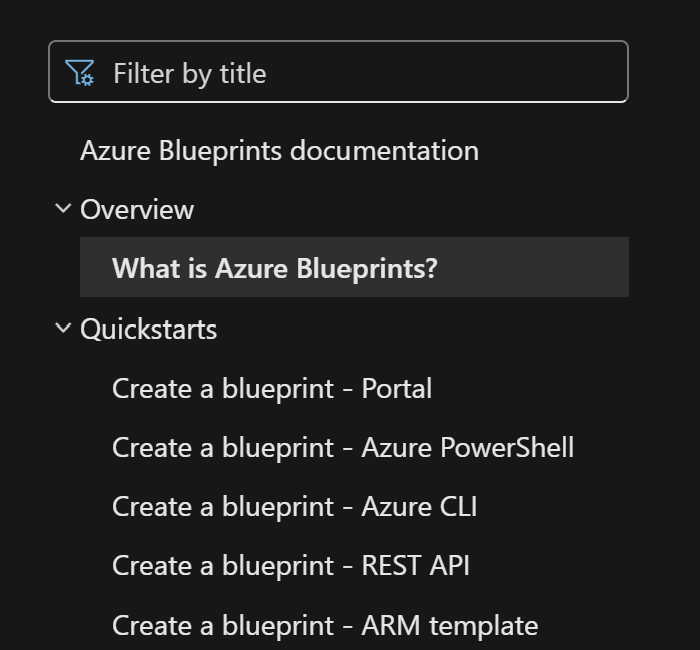 Filter by title
Azure Blueprints documentation
Overview
What is Azure Blueprints?
Quickstarts
Create a blueprint - Portal
Create a blueprint - Azure PowerShell
Create a blueprint - Azure CLI
Create a blueprint - REST API
Create a blueprint - ARM template